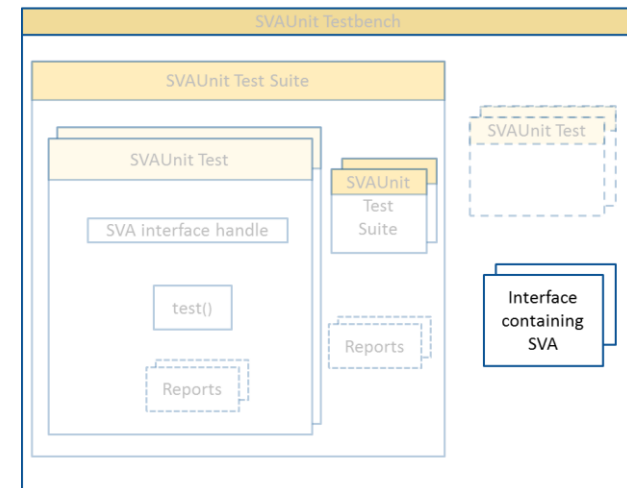 SVAUnit Testbench
SVAUnit Test Suite
SVAUnit Test
SVA interface handle
test()
Reports
SVAUnit
Test
Suite
Reports
SVAUnit Test
Interface
containing
SVA